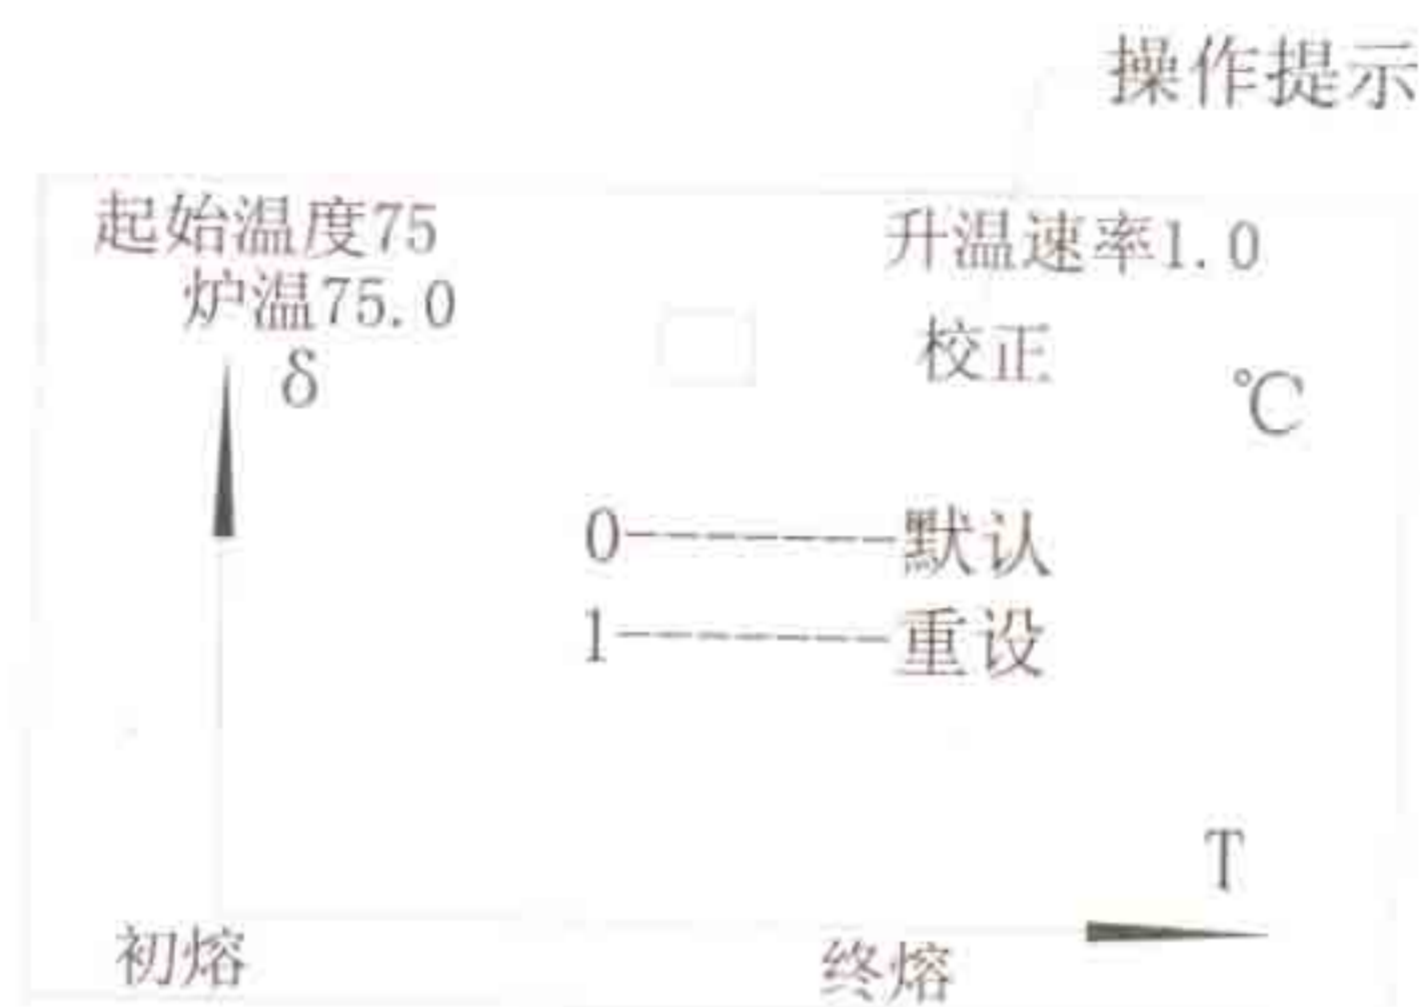 操作提示
起始温度75 升温速率1.0
炉温75.0 校正
δ ℃
0-------默认
1-------重设
T
初熔 终熔